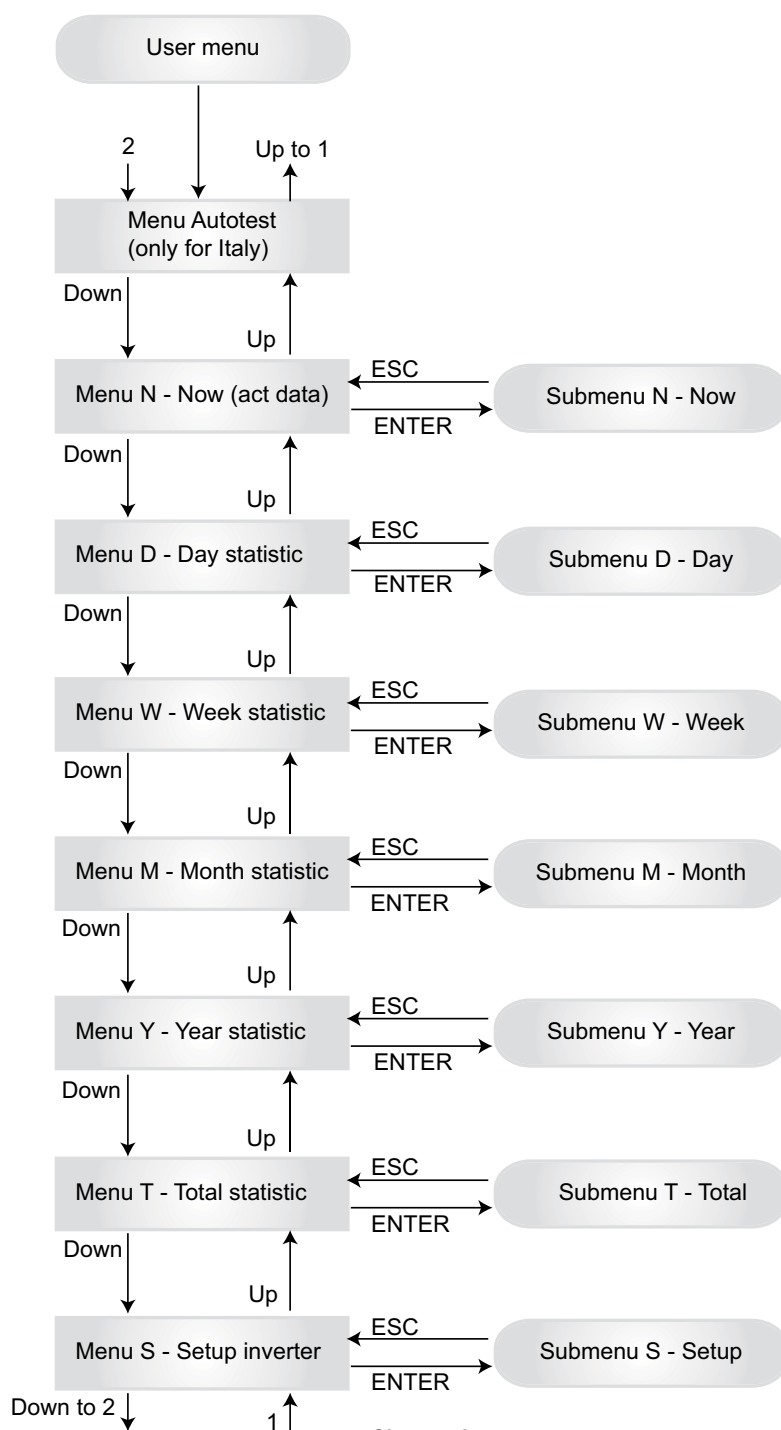 User menu
2
Up to 1
Menu Autotest
(only for Italy)
Down
Up
Menu N - Now (act data)
ESC
ENTER
Submenu N - Now
Down
Up
Menu D - Day statistic
ESC
ENTER
Submenu D - Day
Down
Up
Menu W - Week statistic
ESC
ENTER
Submenu W - Week
Down
Up
Menu M - Month statistic
ESC
ENTER
Submenu M - Month
Down
Up
Menu Y - Year statistic
ESC
ENTER
Submenu Y - Year
Down
Up
Menu T - Total statistic
ESC
ENTER
Submenu T - Total
Down
Up
Menu S - Setup inverter
ESC
ENTER
Submenu S - Setup
Down to 2
1